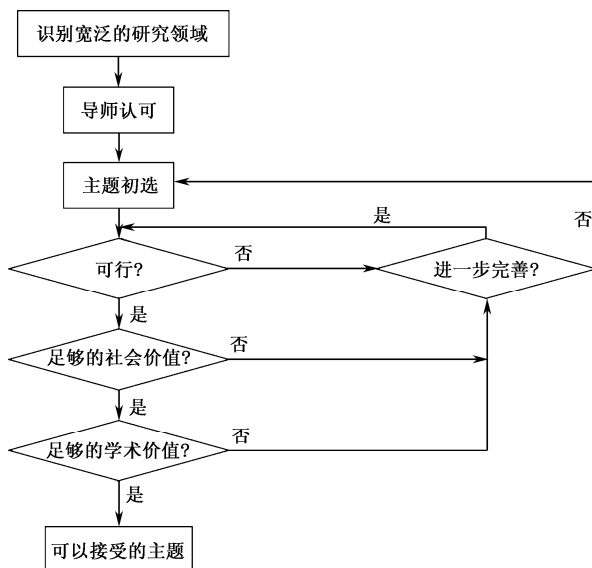 识别宽泛的研究领域
导师认可
主题初选
是
否
可行?
否
进一步完善?
是
足够的社会价值?
否
是
足够的学术价值?
否
是
可以接受的主题